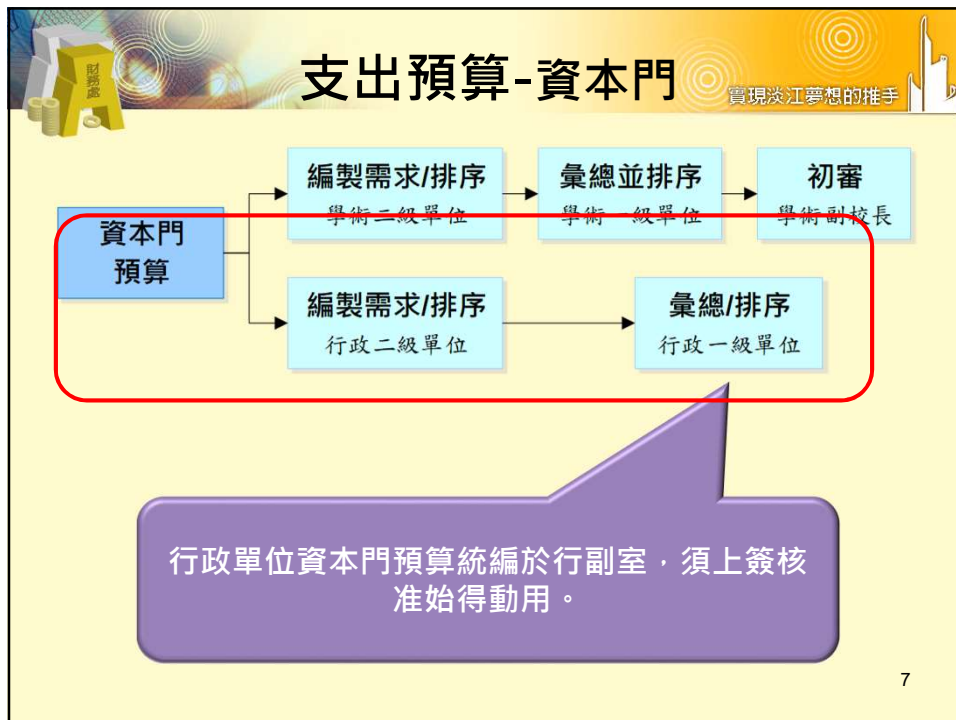 財務處
支出預算-資本門
實現淡江夢想的推手
資本門
預算
編製需求/排序
學術二級單位
彙總並排序
學術一級單位
初審
學術副校長
編製需求/排序
行政二級單位
彙總/排序
行政一級單位
行政單位資本門預算統編於行副室，須上簽核
准始得動用。
7